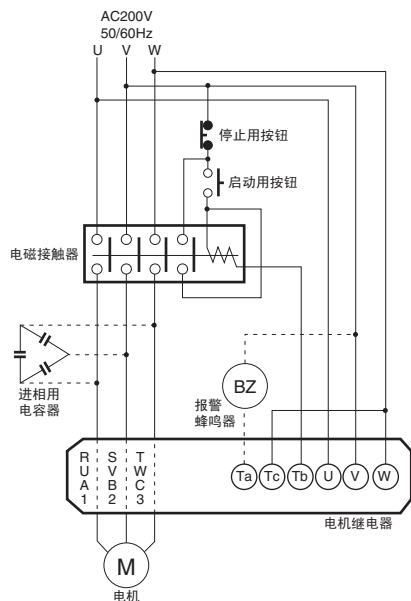 AC200V
50/60Hz
U V W
停止用按钮
启动用按钮
电磁接触器
进相用
电容器
BZ
报警
蜂鸣器
R S T
U V W
A B C
1 2 3
Ta Tc Tb U V W
电机继电器
M
电机